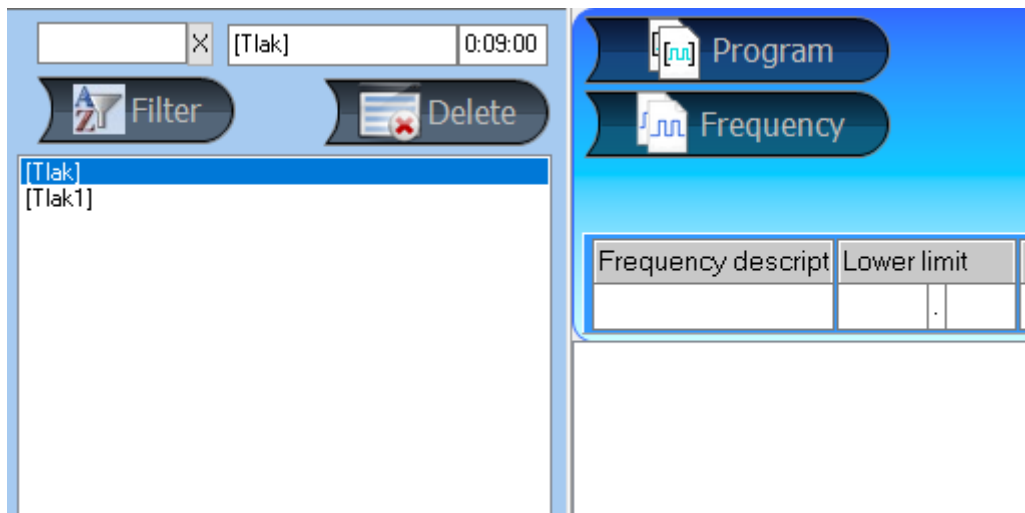 X [Tlak] 0:09:00
Filter Delete
[Tlak]
[Tlak1]
Program
Frequency
Frequency descript Lower limit
.